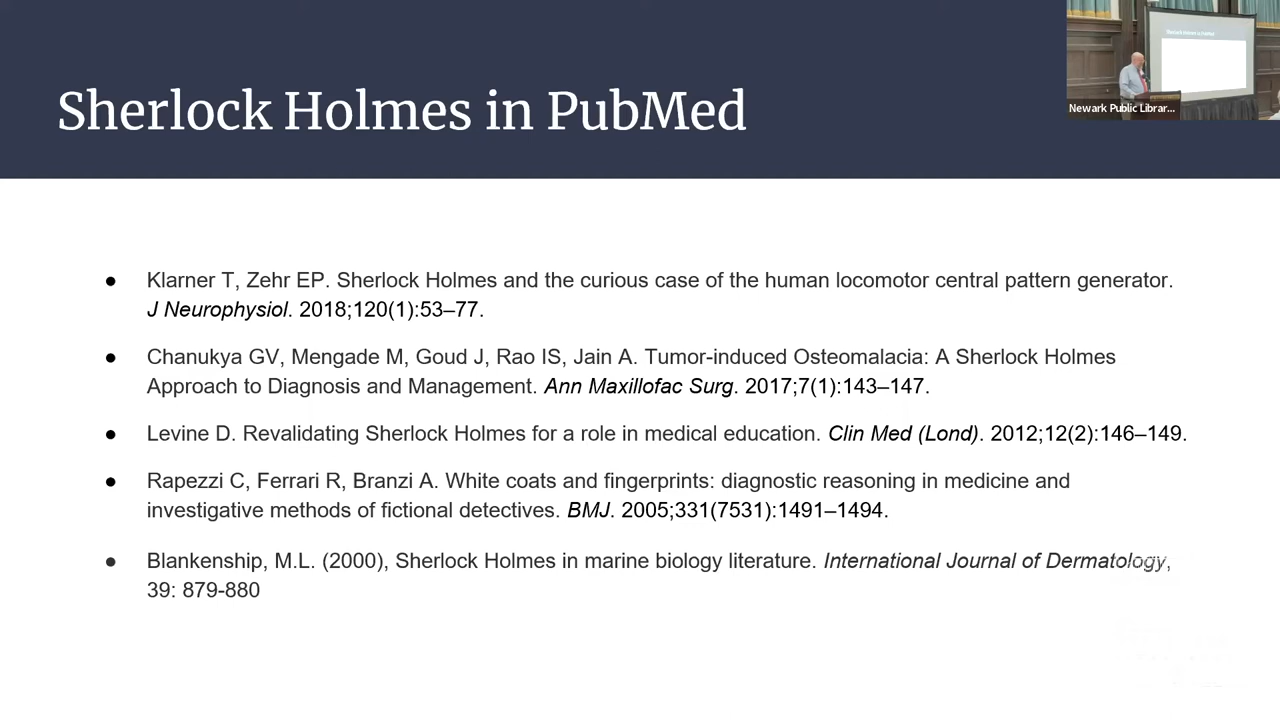 Sherlock Holmes in PubMed
Newark Public Librar...
● Klarner T, Zehr EP. Sherlock Holmes and the curious case of the human locomotor central pattern generator.
J Neurophysiol. 2018;120(1):53–77.
● Chanukya GV, Mengade M, Goud J, Rao IS, Jain A. Tumor-induced Osteomalacia: A Sherlock Holmes
Approach to Diagnosis and Management. Ann Maxillofac Surg. 2017;7(1):143–147.
● Levine D. Revalidating Sherlock Holmes for a role in medical education. Clin Med (Lond). 2012;12(2):146–149.
● Rapezzi C, Ferrari R, Branzi A. White coats and fingerprints: diagnostic reasoning in medicine and
investigative methods of fictional detectives. BMJ. 2005;331(7531):1491–1494.
● Blankenship, M.L. (2000), Sherlock Holmes in marine biology literature. International Journal of Dermatology,
39: 879-880